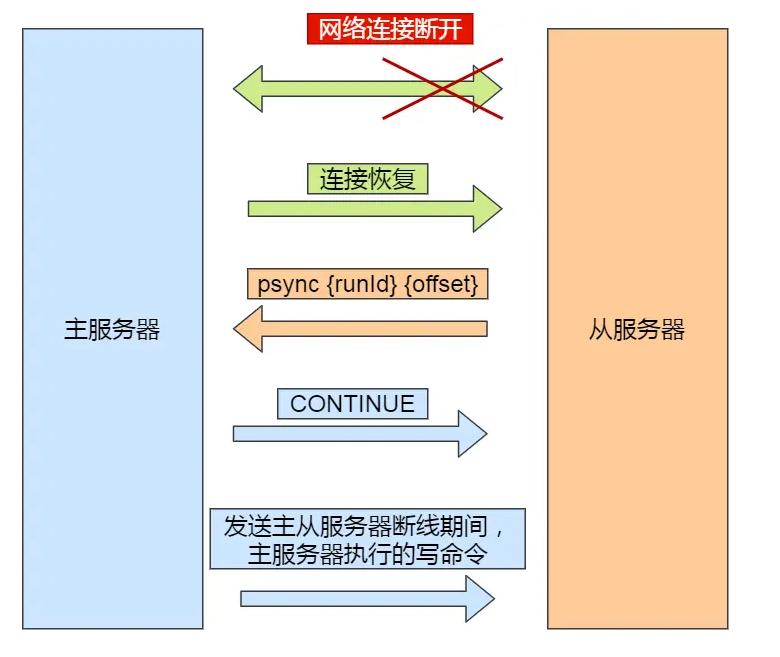 网络连接断开
连接恢复
psync {runId} {offset}
主服务器
从服务器
CONTINUE
发送主从服务器断线期间，
主服务器执行的写命令